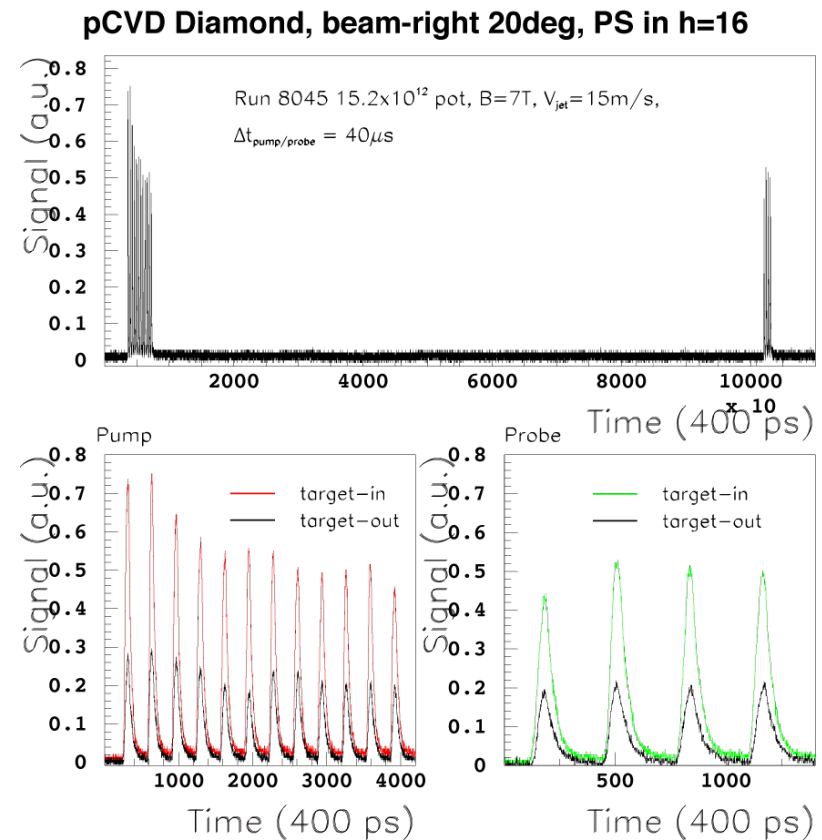 pCVD Diamond, beam-right 20deg, PS in h=16
Signal (a.u.)
0.8
0.7
0.6
0.5
0.4
0.3
0.2
0.1
0
Run 8045 15.2x10¹² pot, B=7T, V_jet=15m/s,
Δt_pump/probe = 40μs
2000 4000 6000 8000 10000
x 10
Time (400 ps)
Pump
Signal (a.u.)
0.8
0.7
0.6
0.5
0.4
0.3
0.2
0.1
0
target-in
target-out
1000 2000 3000 4000
Time (400 ps)
Probe
Signal (a.u.)
0.8
0.7
0.6
0.5
0.4
0.3
0.2
0.1
0
target-in
target-out
500 1000
Time (400 ps)